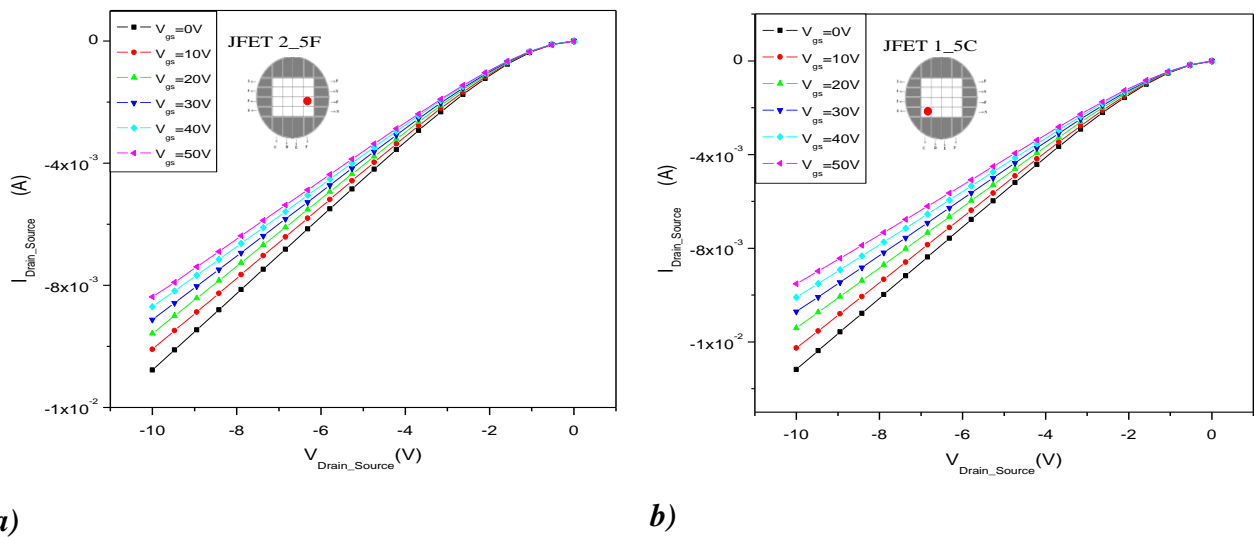 V_gs=0V
V_gs=10V
V_gs=20V
V_gs=30V
V_gs=40V
V_gs=50V
JFET 2_5F
0
-4x10⁻³
-8x10⁻³
-1x10⁻²
I_Drain_Source (A)
-10 -8 -6 -4 -2 0
V_Drain_Source (V)
a)
V_gs=0V
V_gs=10V
V_gs=20V
V_gs=30V
V_gs=40V
V_gs=50V
JFET 1_5C
0
-4x10⁻³
-8x10⁻³
-1x10⁻²
I_Drain_Source (A)
-10 -8 -6 -4 -2 0
V_Drain_Source (V)
b)